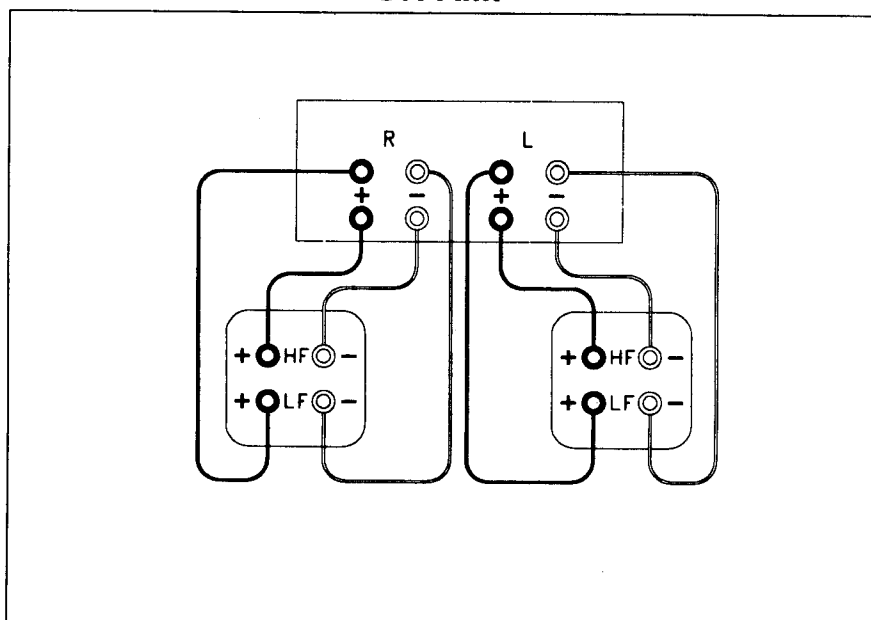 R L
+ - + -
+ HF - + HF -
+ LF - + LF -